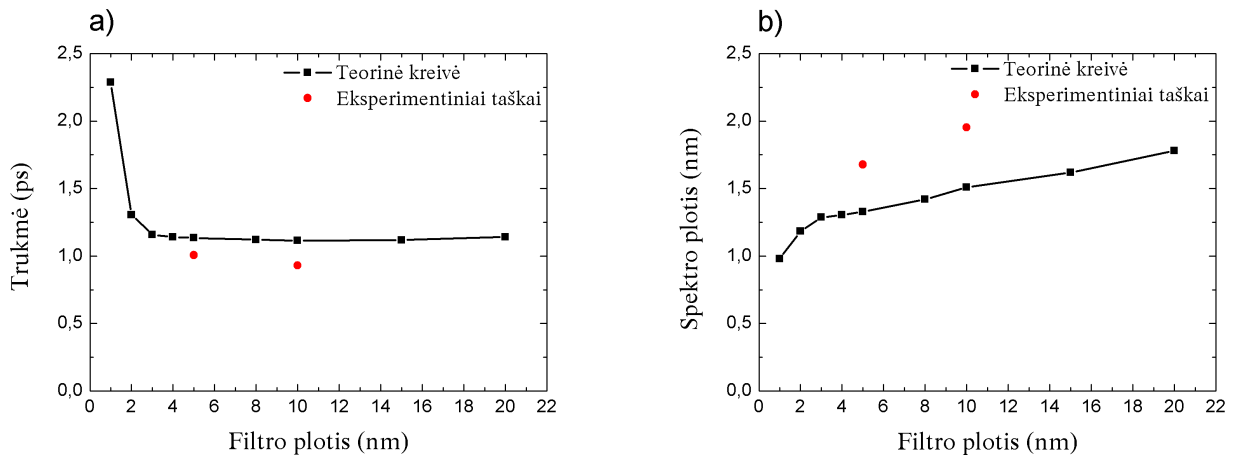 a)
2,5
2,0
1,5
1,0
0,5
0,0
Trukmė (ps)
Teorinė kreivė
Eksperimentiniai taškai
0 2 4 6 8 10 12 14 16 18 20 22
Filtro plotis (nm)
b)
2,5
2,0
1,5
1,0
0,5
0,0
Spektro plotis (nm)
Teorinė kreivė
Eksperimentiniai taškai
0 2 4 6 8 10 12 14 16 18 20 22
Filtro plotis (nm)